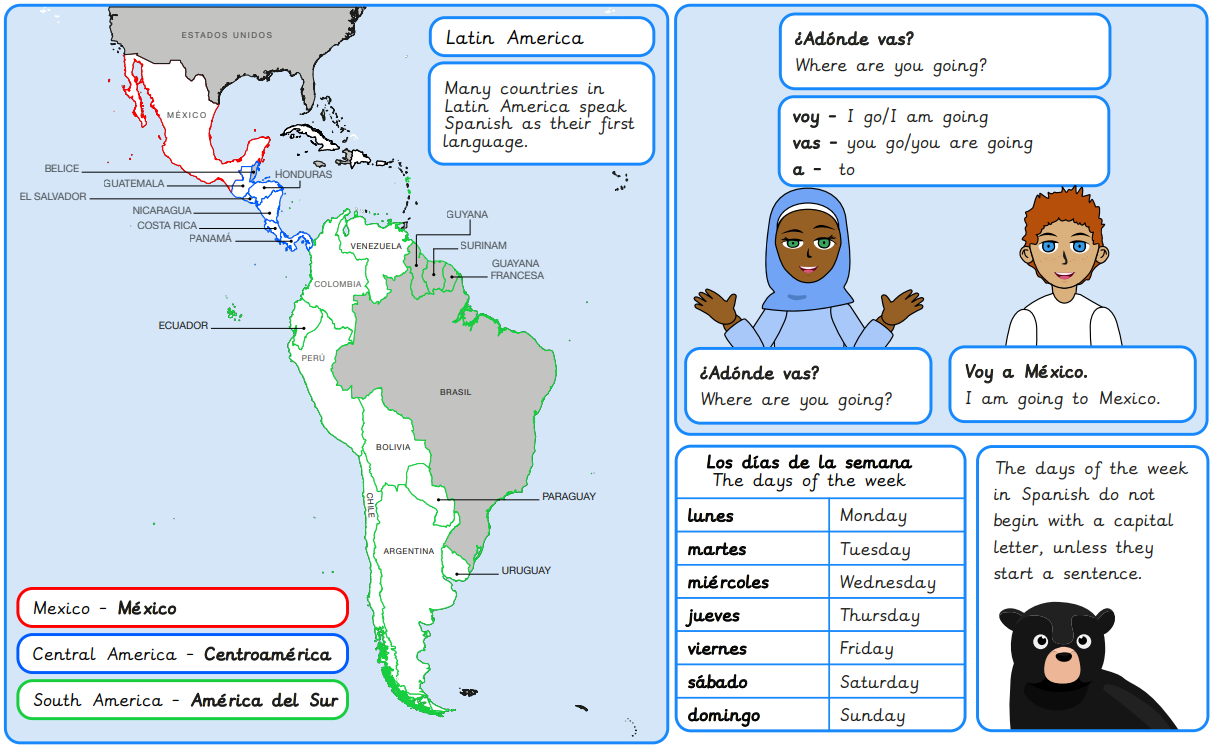 Latin America
Many countries in
Latin America speak
Spanish as their first
language.
ESTADOS UNIDOS
MÉXICO
BELICE
HONDURAS
GUATEMALA
EL SALVADOR
NICARAGUA
COSTA RICA
PANAMÁ
GUYANA
VENEZUELA
SURINAM
GUAYANA
FRANCESA
COLOMBIA
ECUADOR
PERÚ
BRASIL
BOLIVIA
PARAGUAY
CHILE
ARGENTINA
URUGUAY
Mexico - México
Central America - Centroamérica
South America - América del Sur
¿Adónde vas?
Where are you going?
voy - I go/I am going
vas - you go/you are going
a - to
¿Adónde vas?
Where are you going?
Voy a México.
I am going to Mexico.
Los días de la semana
The days of the week
lunes Monday
martes Tuesday
miércoles Wednesday
jueves Thursday
viernes Friday
sábado Saturday
domingo Sunday
The days of the week
in Spanish do not
begin with a capital
letter, unless they
start a sentence.